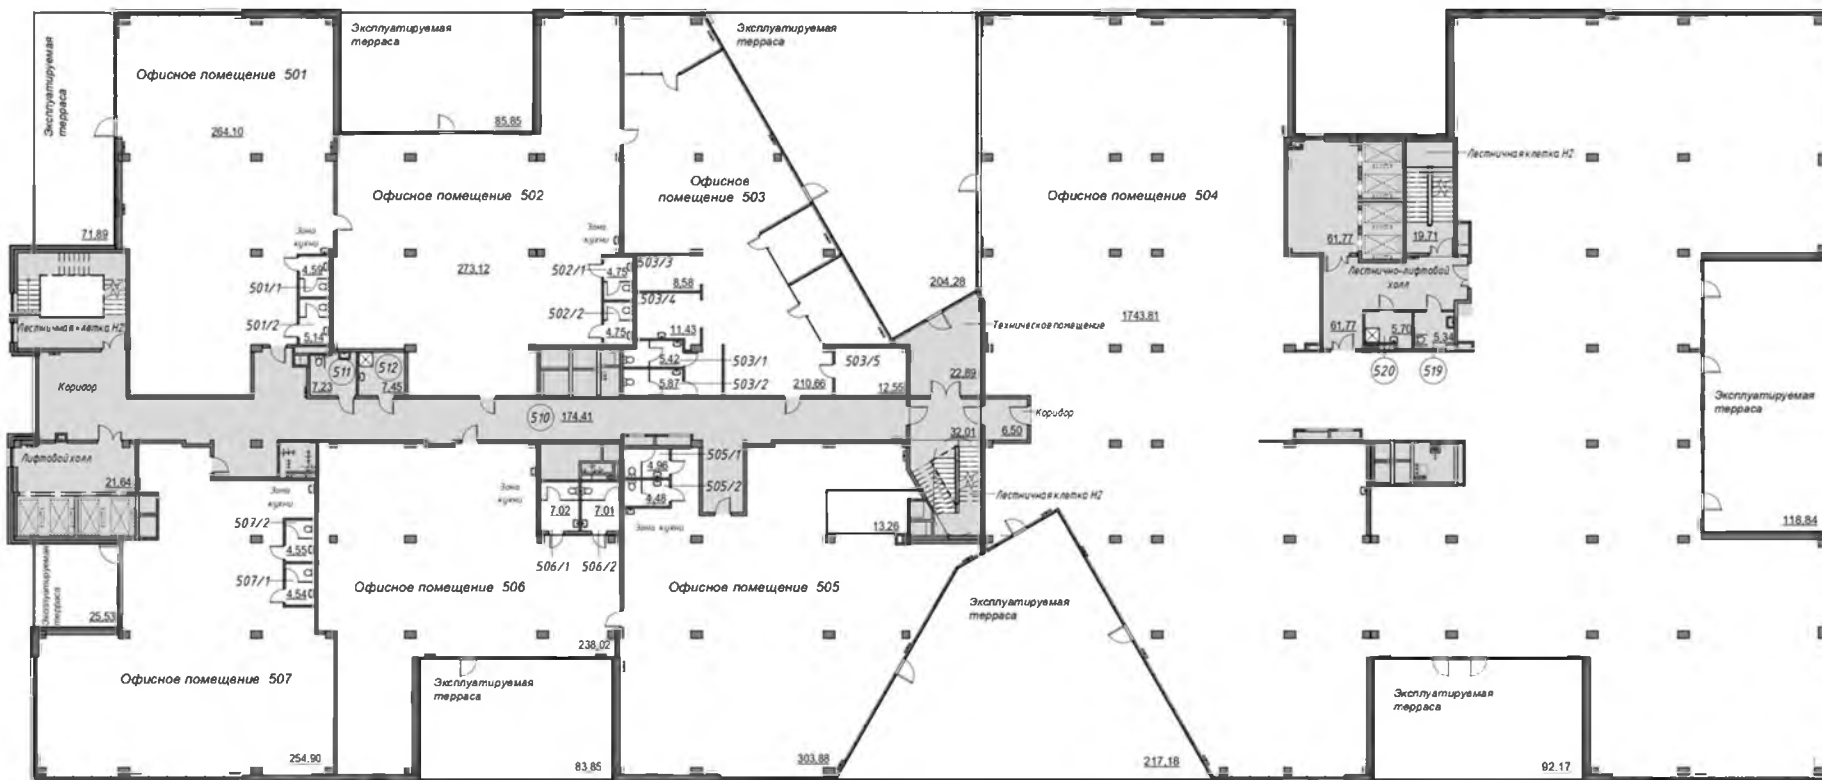 Эксплуатируемая
терраса
Офисное помещение 501
264,10
71,89
Эксплуатируемая
терраса
85,85
Офисное помещение 502
273,12
Зона
кухни
4,59
501/1
501/2
5,14
Зона
кухни
502/1
4,75
502/2
4,75
Офисное
помещение 503
503/3
8,58
503/4
11,43
5,42
503/1
5,87
503/2
210,66
503/5
12,55
Эксплуатируемая
терраса
204,28
Техническое помещение
22,89
Офисное помещение 504
1743,81
Лестничная клетка Н2
61,77
19,71
Лестнично-лифтовой
холл
61,77
5,70
5,34
520
519
Эксплуатируемая
терраса
118,84
Лестничная клетка Н2
Коридор
511
7,23
512
7,45
510
174,41
Коридор
6,50
32,01
Лестничная клетка Н2
Лифтовой холл
21,64
Эксплуатируемая
терраса
25,53
Зона
кухни
507/2
4,55
507/1
4,54
Офисное помещение 507
254,90
Зона
кухни
7,02
7,01
506/1
506/2
Офисное помещение 506
238,02
Эксплуатируемая
терраса
83,85
505/1
4,96
505/2
4,48
Зона кухни
13,26
Офисное помещение 505
303,88
Эксплуатируемая
терраса
217,18
Эксплуатируемая
терраса
92,17